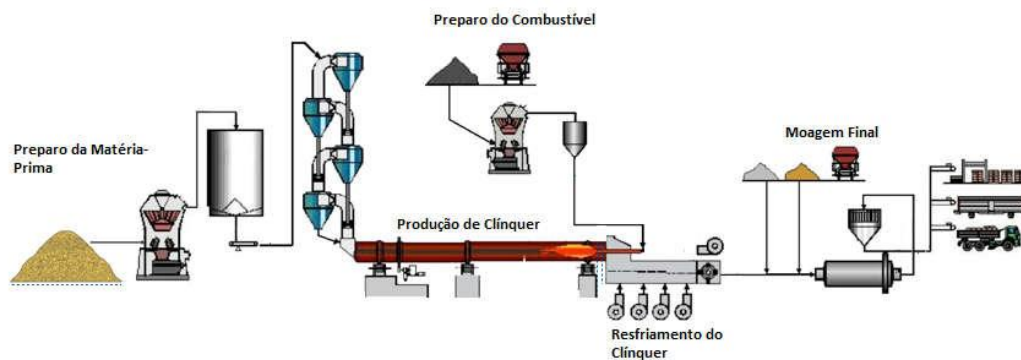 Preparo do Combustível
Moagem Final
Preparo da Matéria-
Prima
Produção de Clínquer
Resfriamento do
Clínquer